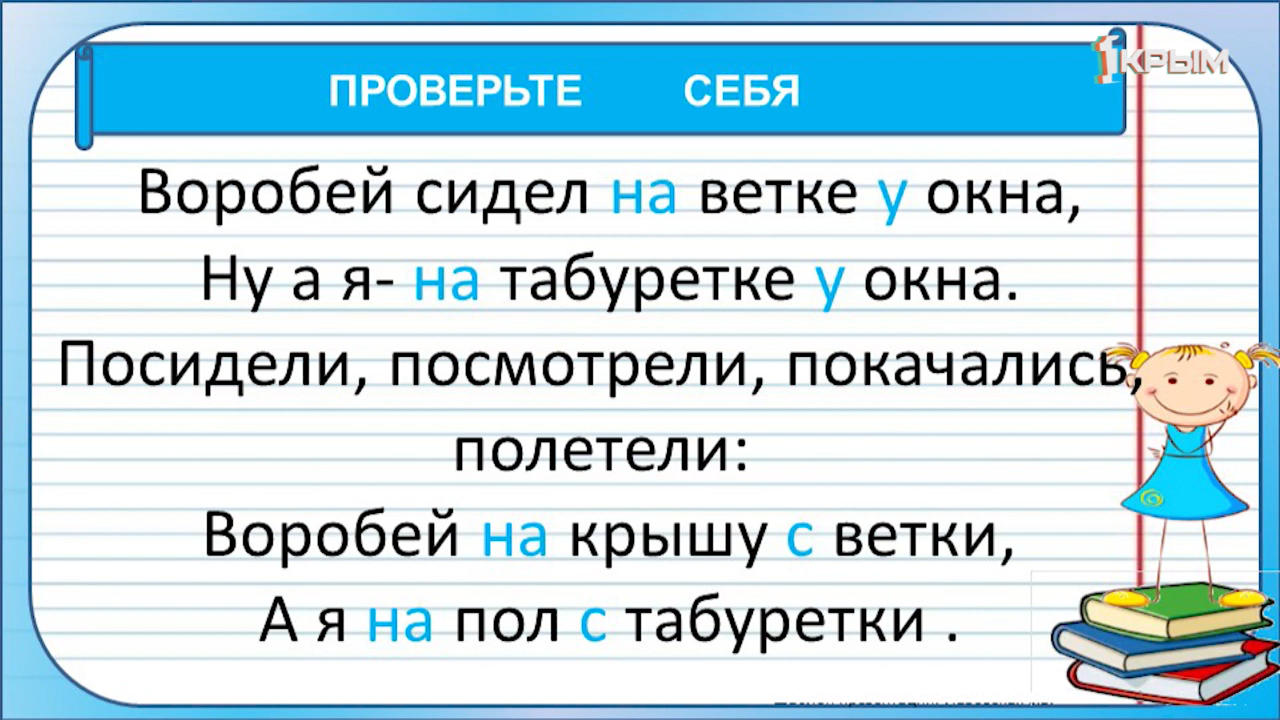 1КРЫМ
ПРОВЕРЬТЕ СЕБЯ
Воробей сидел на ветке у окна,
Ну а я- на табуретке у окна.
Посидели, посмотрели, покачались,
полетели:
Воробей на крышу с ветки,
А я на пол с табуретки .